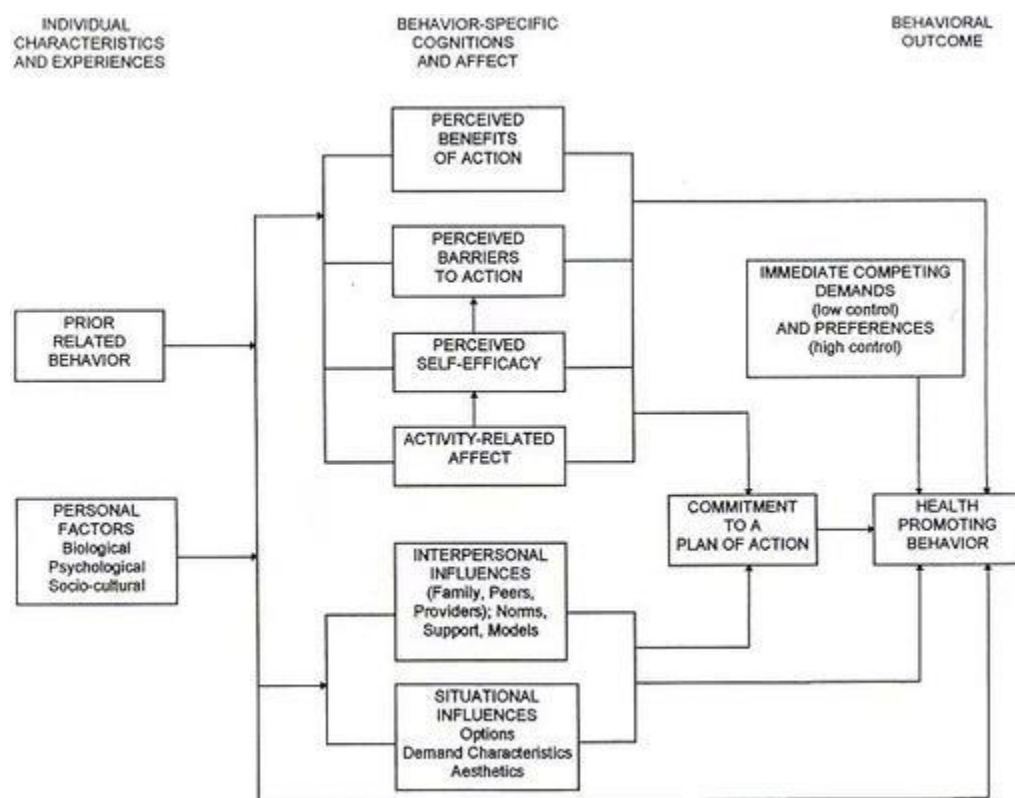 INDIVIDUAL
CHARACTERISTICS
AND EXPERIENCES
BEHAVIOR-SPECIFIC
COGNITIONS
AND AFFECT
BEHAVIORAL
OUTCOME
PERCEIVED
BENEFITS
OF ACTION
PERCEIVED
BARRIERS
TO ACTION
IMMEDIATE COMPETING
DEMANDS
(low control)
AND PREFERENCES
(high control)
PRIOR
RELATED
BEHAVIOR
PERCEIVED
SELF-EFFICACY
ACTIVITY-RELATED
AFFECT
PERSONAL
FACTORS
Biological
Psychological
Socio-cultural
COMMITMENT
TO A
PLAN OF ACTION
HEALTH
PROMOTING
BEHAVIOR
INTERPERSONAL
INFLUENCES
(Family, Peers,
Providers); Norms,
Support, Models
SITUATIONAL
INFLUENCES
Options
Demand Characteristics
Aesthetics